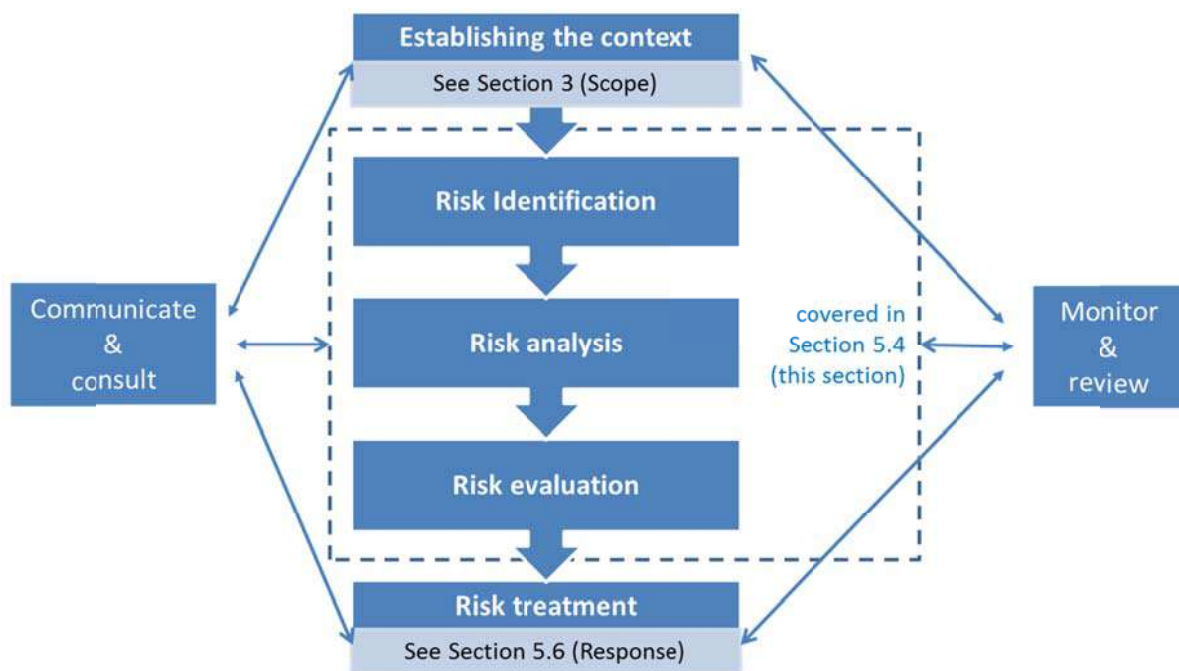 Establishing the context
See Section 3 (Scope)
Risk Identification
Communicate
&
consult
Risk analysis
covered in
Section 5.4
(this section)
Monitor
&
review
Risk evaluation
Risk treatment
See Section 5.6 (Response)